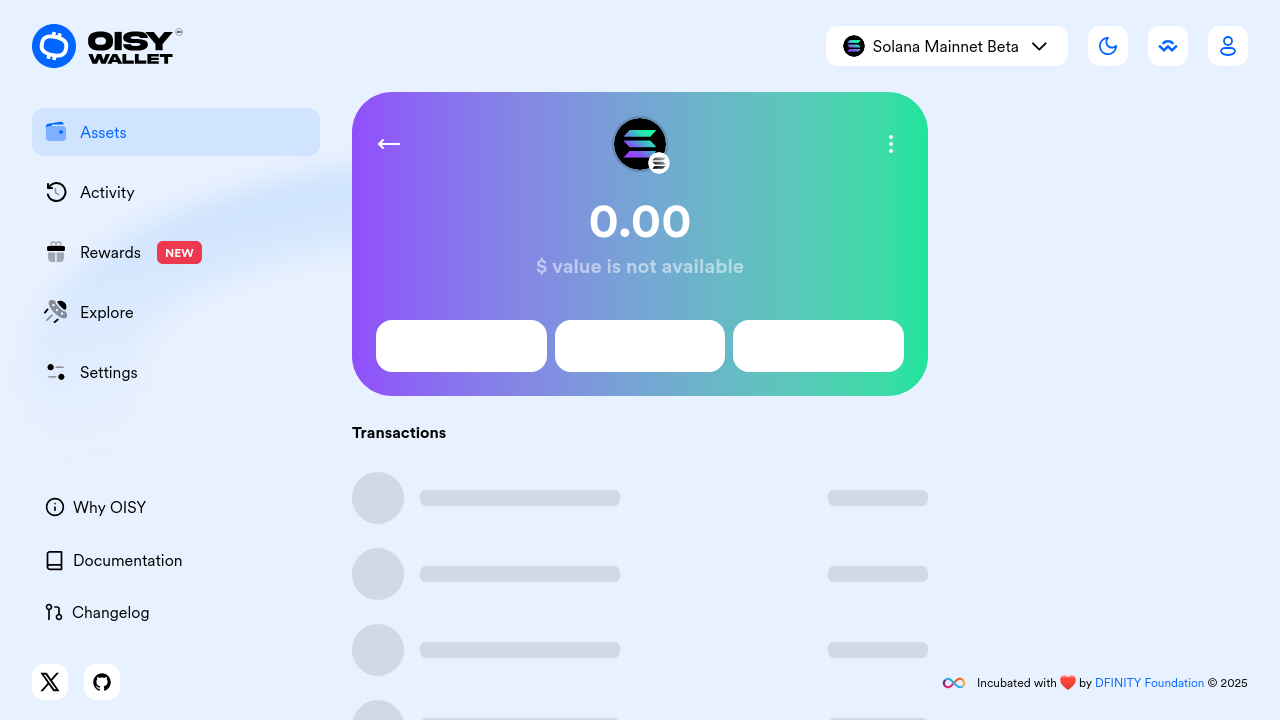 OISY
WALLET
Solana Mainnet Beta
Assets
Activity
Rewards NEW
Explore
Settings
0.00
$ value is not available
Transactions
Why OISY
Documentation
Changelog
Incubated with ❤️ by DFINITY Foundation © 2025